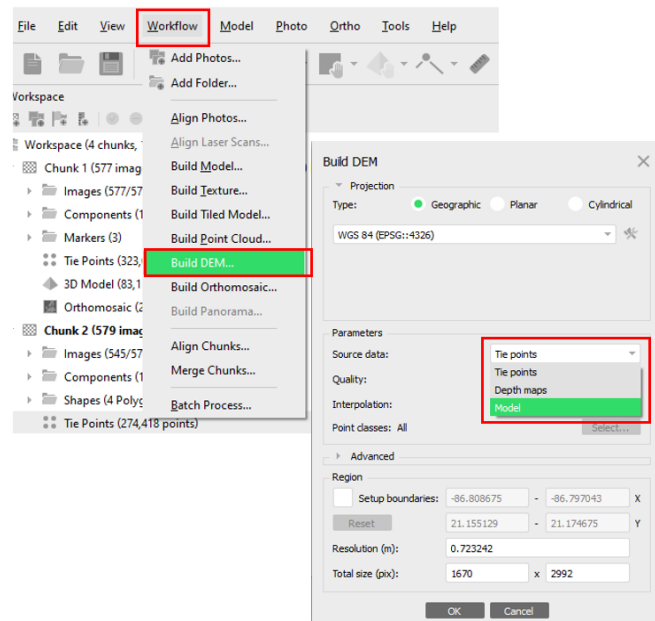 File Edit View Workflow Model Photo Ortho Tools Help
Add Photos...
Add Folder...
Workspace
Align Photos...
Align Laser Scans...
Workspace (4 chunks,
Build Model...
Chunk 1 (577 imag
Build Texture...
Images (577/57
Build Tiled Model...
Components (1
Build Point Cloud...
Markers (3)
Build DEM...
Tie Points (323,
Build Orthomosaic...
3D Model (83,1
Build Panorama...
Orthomosaic (2
Chunk 2 (579 imag
Align Chunks...
Images (545/57
Merge Chunks...
Components (1
Shapes (4 Polyg
Batch Process...
Tie Points (274,418 points)
Build DEM
Projection
Type: Geographic Planar Cylindrical
WGS 84 (EPSG::4326)
Parameters
Source data: Tie points
Tie points
Quality:
Depth maps
Interpolation:
Model
Point classes: All Select...
Advanced
Region
Setup boundaries: -86.808675 - -86.797043 X
Reset 21.155129 - 21.174675 Y
Resolution (m): 0.723242
Total size (pix): 1670 x 2992
OK Cancel